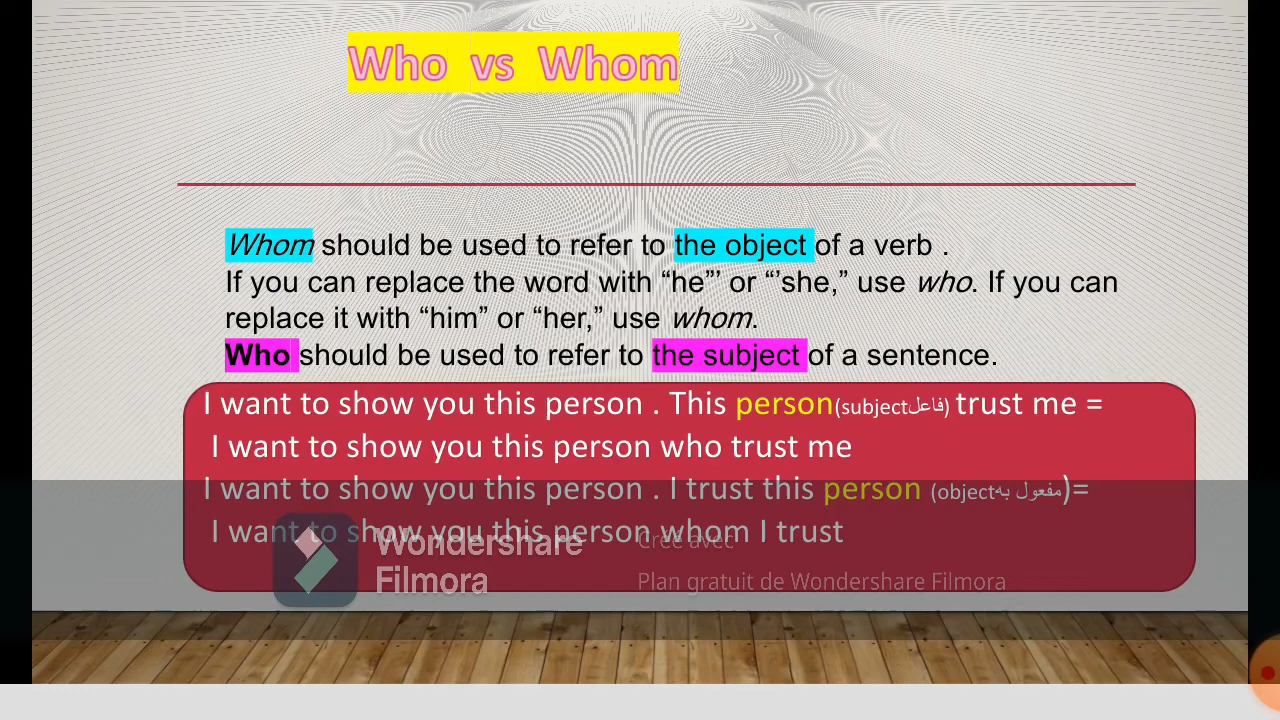 Who vs Whom
Whom should be used to refer to the object of a verb .
If you can replace the word with “he”’ or “’she,” use who. If you can
replace it with “him” or “her,” use whom.
Who should be used to refer to the subject of a sentence.
I want to show you this person . This person(subjectفاعل) trust me =
I want to show you this person who trust me
I want to show you this person . I trust this person (objectمفعول به)=
I want to show you this person whom I trust
Wondershare
Filmora
Créé avec
Plan gratuit de Wondershare Filmora